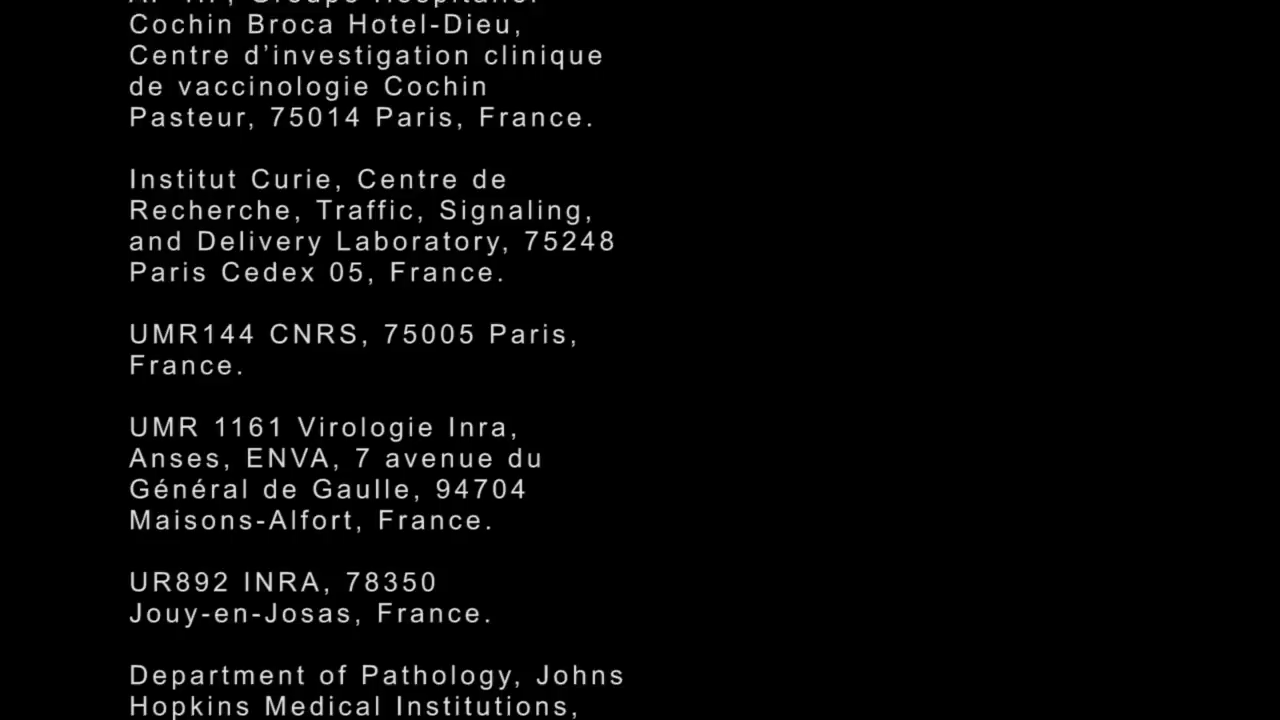 Cochin Broca Hotel-Dieu,
Centre d’investigation clinique
de vaccinologie Cochin
Pasteur, 75014 Paris, France.
Institut Curie, Centre de
Recherche, Traffic, Signaling,
and Delivery Laboratory, 75248
Paris Cedex 05, France.
UMR144 CNRS, 75005 Paris,
France.
UMR 1161 Virologie Inra,
Anses, ENVA, 7 avenue du
Général de Gaulle, 94704
Maisons-Alfort, France.
UR892 INRA, 78350
Jouy-en-Josas, France.
Department of Pathology, Johns
Hopkins Medical Institutions,